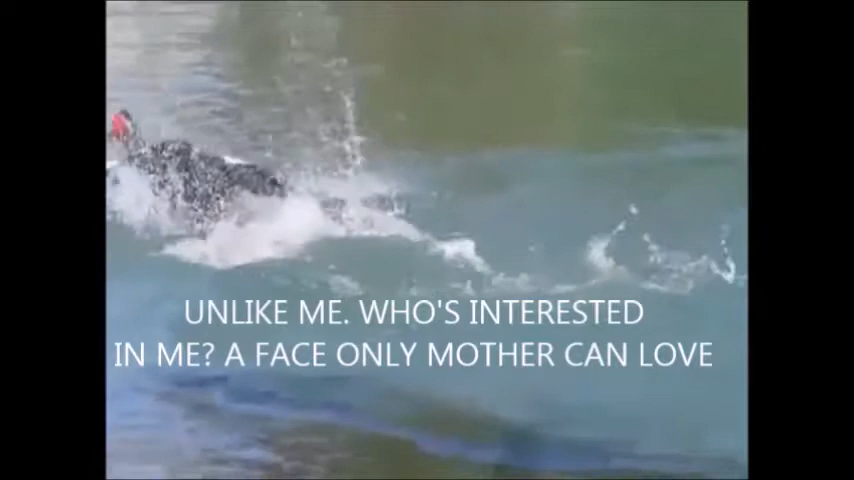 UNLIKE ME. WHO'S INTERESTED
IN ME? A FACE ONLY MOTHER CAN LOVE